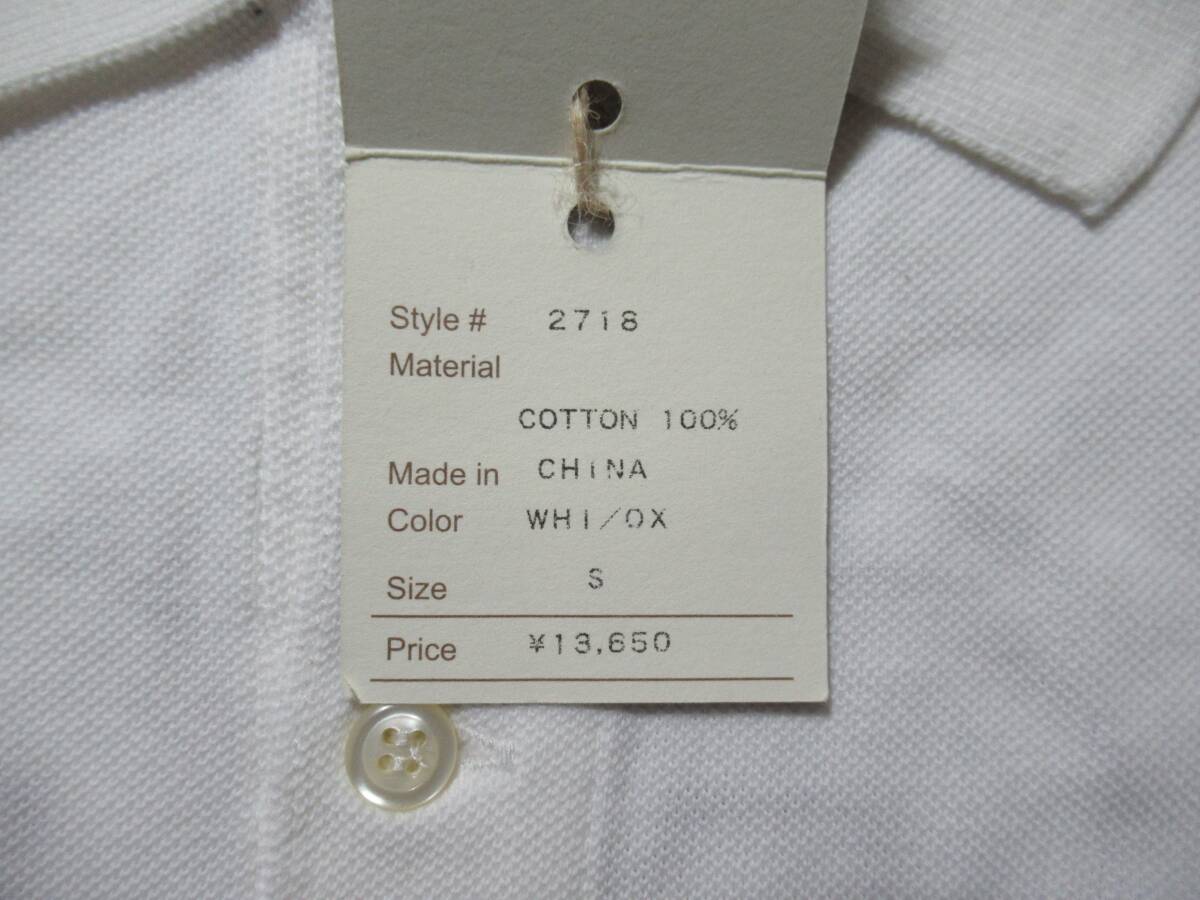 Style # 2718
Material
COTTON 100%
Made in CHINA
Color WHI/OX
Size S
Price ¥13,650